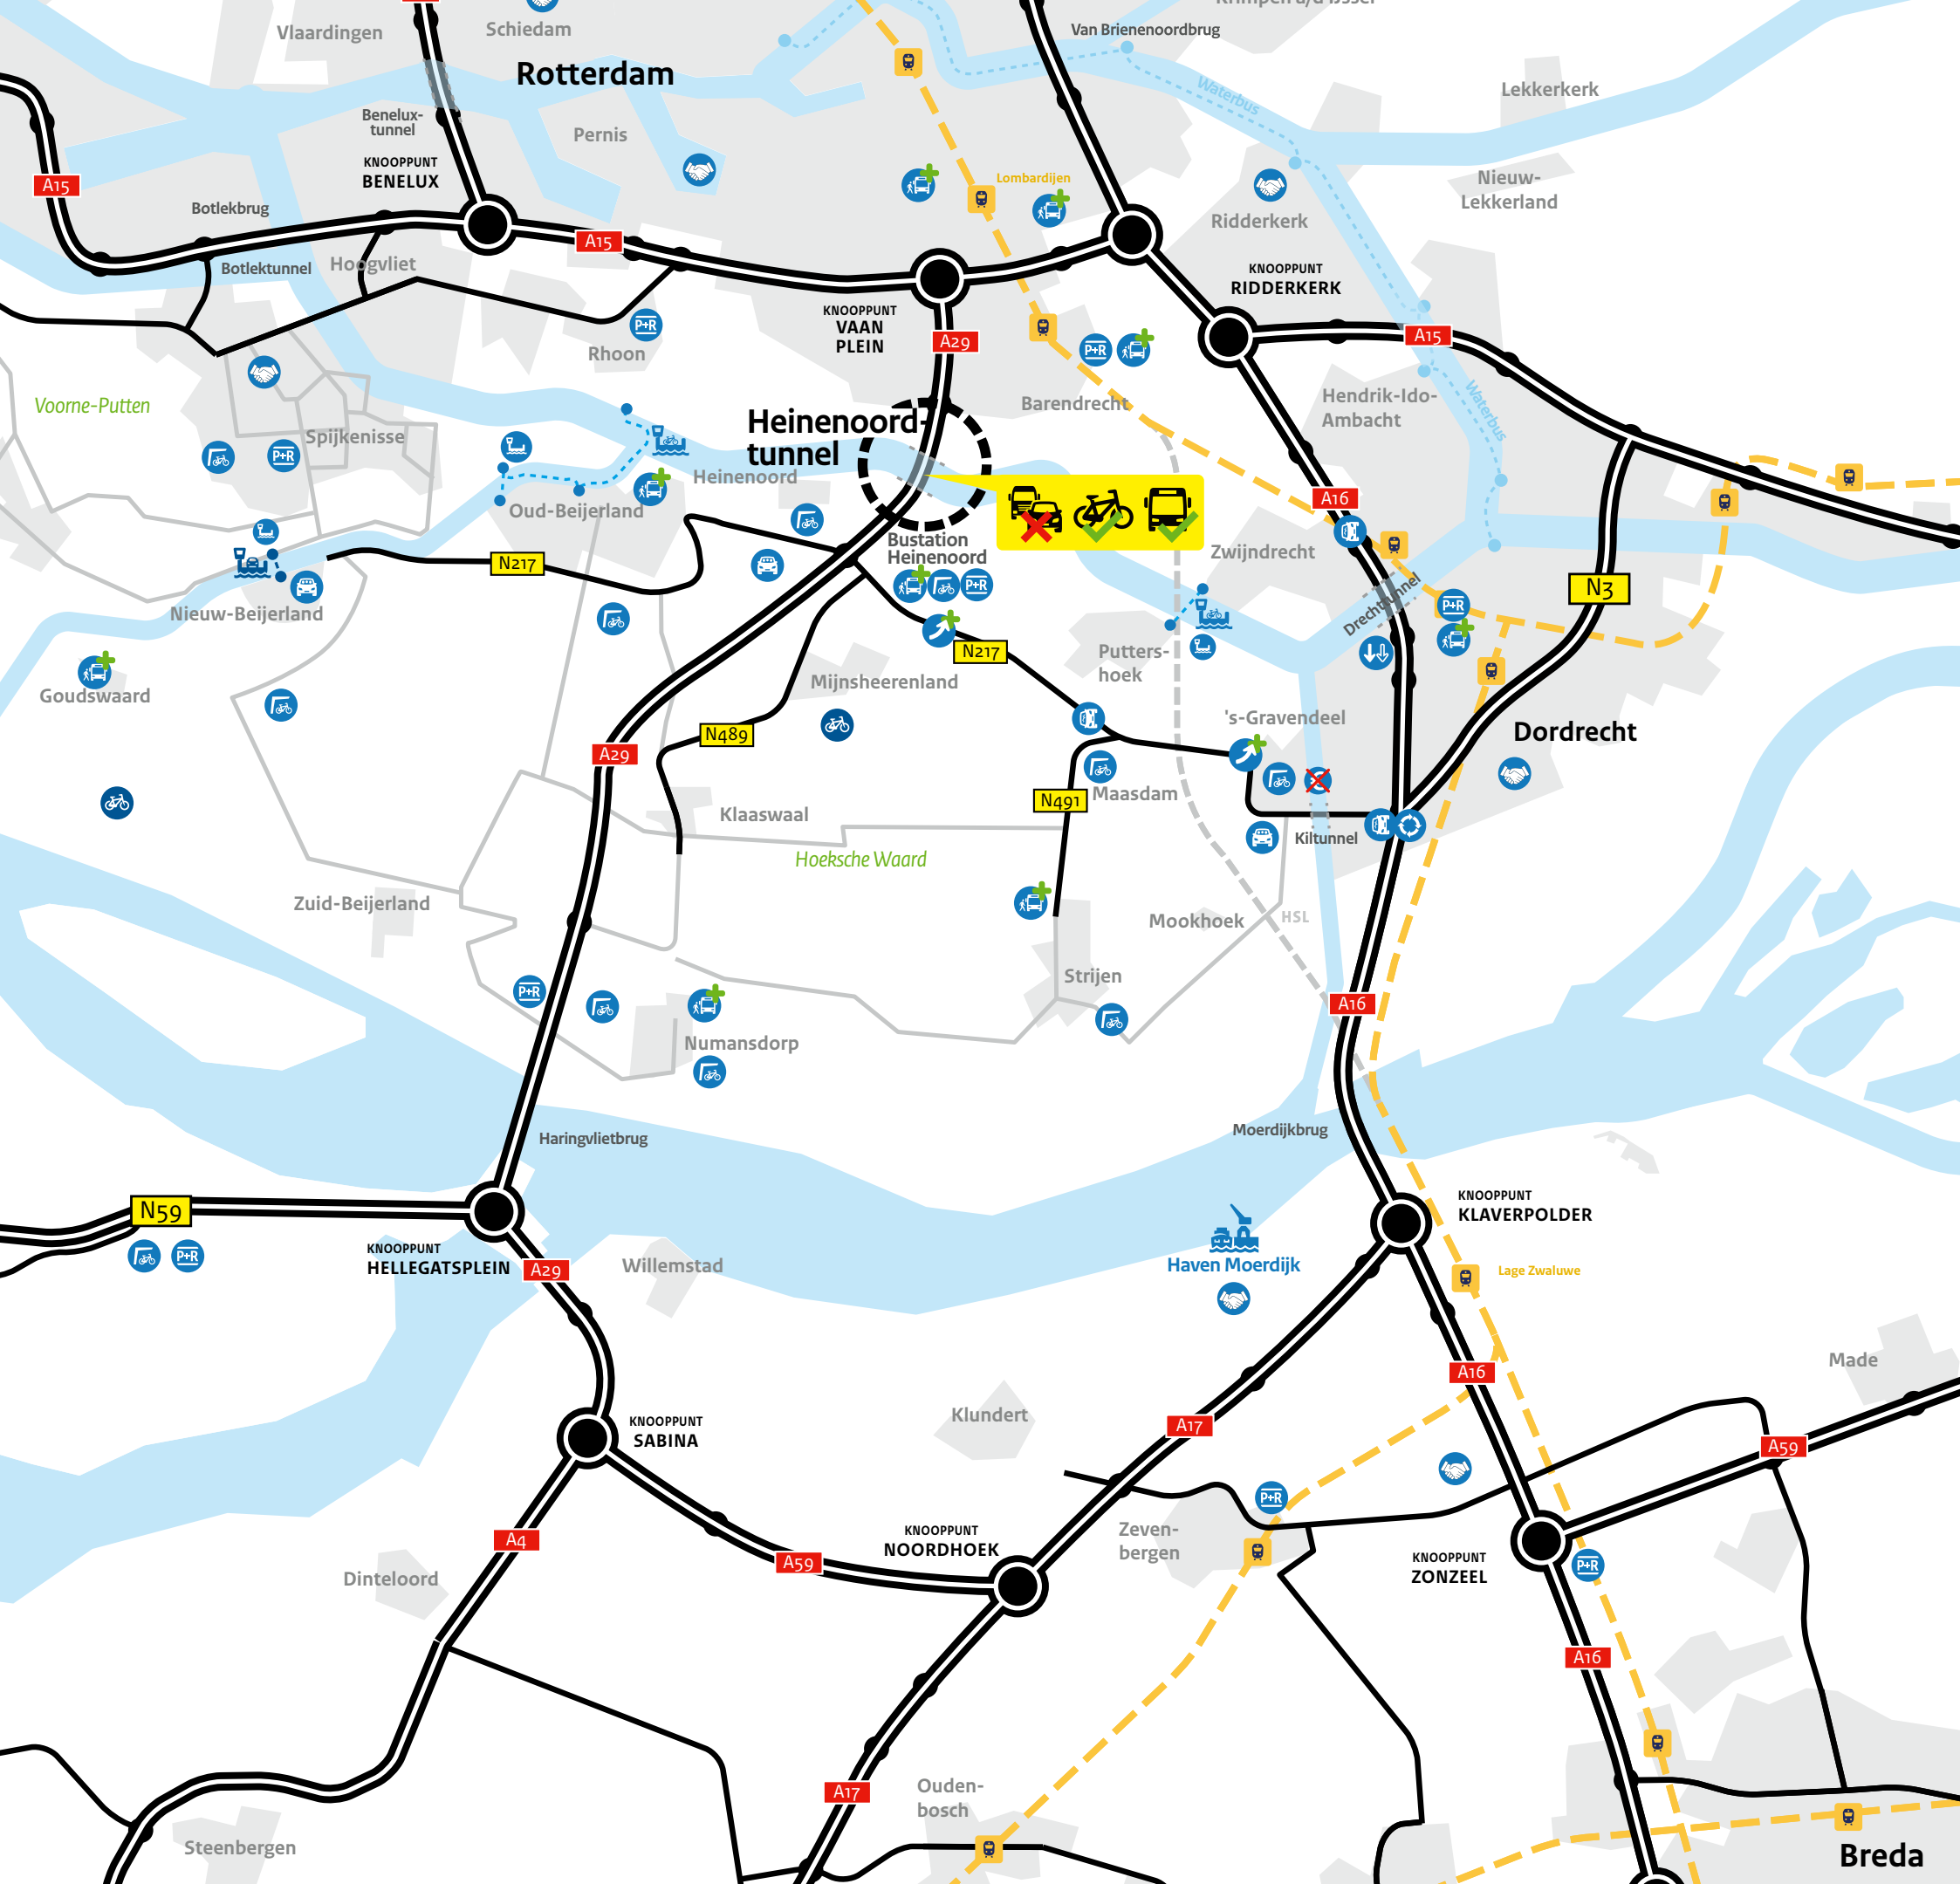 Krimpen a/d IJssel
Vlaardingen
Schiedam
Van Brienenoordbrug
Rotterdam
Waterbus
Lekkerkerk
Benelux-
tunnel
Pernis
KNOOPPUNT
BENELUX
A15
Lombardijen
Nieuw-
Lekkerland
Botlekbrug
Ridderkerk
A15
Botlektunnel
Hoogvliet
KNOOPPUNT
RIDDERKERK
KNOOPPUNT
VAAN
PLEIN
A29
A15
P+R
Rhoon
P+R
Voorne-Putten
Barendrecht
Hendrik-Ido-
Ambacht
Waterbus
Heinenoord-
tunnel
Spijkenisse
P+R
Heinenoord
A16
Oud-Beijerland
Bustation
Heinenoord
Zwijndrecht
N217
P+R
N3
Nieuw-Beijerland
Drechttunnel
P+R
N217
Putters-
hoek
Goudswaard
Mijnsheerenland
's-Gravendeel
N489
Dordrecht
A29
Maasdam
N491
Klaaswaal
Kiltunnel
Hoeksche Waard
Zuid-Beijerland
Mookhoek
HSL
Strijen
P+R
A16
Numansdorp
Haringvlietbrug
Moerdijkbrug
N59
KNOOPPUNT
KLAVERPOLDER
P+R
KNOOPPUNT
HELLEGATSPLEIN
A29
Willemstad
Haven Moerdijk
Lage Zwaluwe
Made
A16
Klundert
A17
KNOOPPUNT
SABINA
A59
P+R
A4
KNOOPPUNT
NOORDHOEK
Zeven-
bergen
A59
KNOOPPUNT
ZONZEEL
P+R
Dinteloord
A16
A17
Ouden-
bosch
Steenbergen
Breda